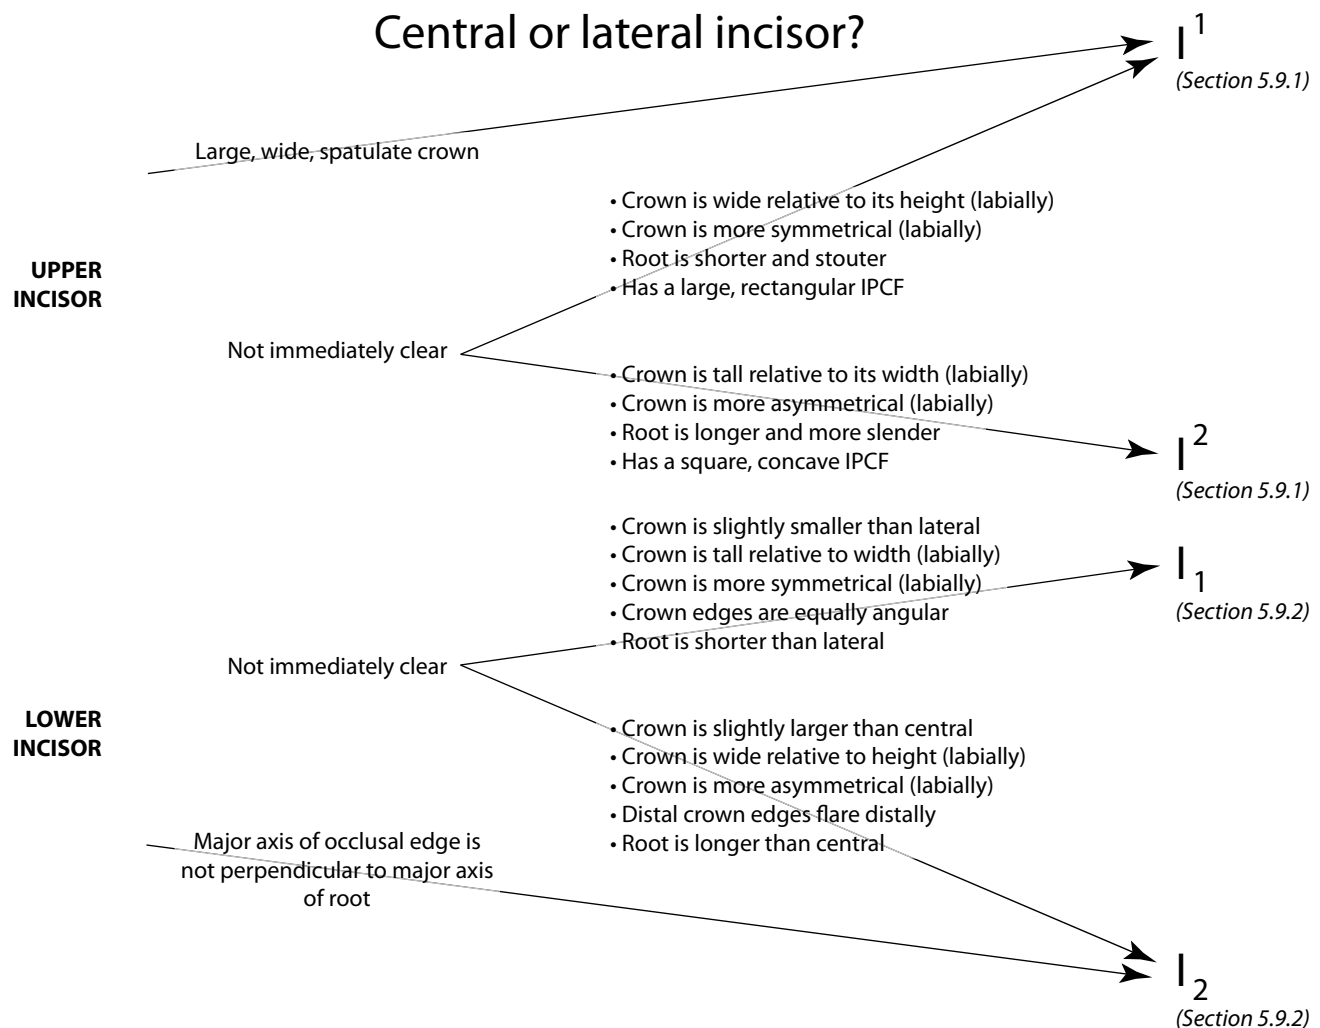 Central or lateral incisor?
I 1
(Section 5.9.1)
Large, wide, spatulate crown
• Crown is wide relative to its height (labially)
• Crown is more symmetrical (labially)
• Root is shorter and stouter
• Has a large, rectangular IPCF
UPPER
INCISOR
Not immediately clear
• Crown is tall relative to its width (labially)
• Crown is more asymmetrical (labially)
• Root is longer and more slender
• Has a square, concave IPCF
I 2
(Section 5.9.1)
• Crown is slightly smaller than lateral
• Crown is tall relative to width (labially)
• Crown is more symmetrical (labially)
• Crown edges are equally angular
• Root is shorter than lateral
I 1
(Section 5.9.2)
Not immediately clear
LOWER
INCISOR
• Crown is slightly larger than central
• Crown is wide relative to height (labially)
• Crown is more asymmetrical (labially)
• Distal crown edges flare distally
• Root is longer than central
Major axis of occlusal edge is
not perpendicular to major axis
of root
I 2
(Section 5.9.2)